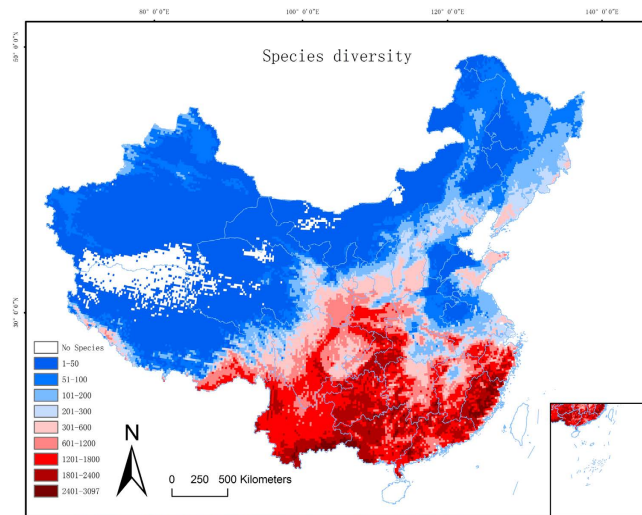 80° 0′0″E 100° 0′0″E 120° 0′0″E 140° 0′0″E
50° 0′0″N
Species diversity
30° 0′0″N
No Species
1-50
51-100
101-200
201-300
301-600
601-1200
1201-1800
1801-2400
2401-3097
N
0 250 500 Kilometers